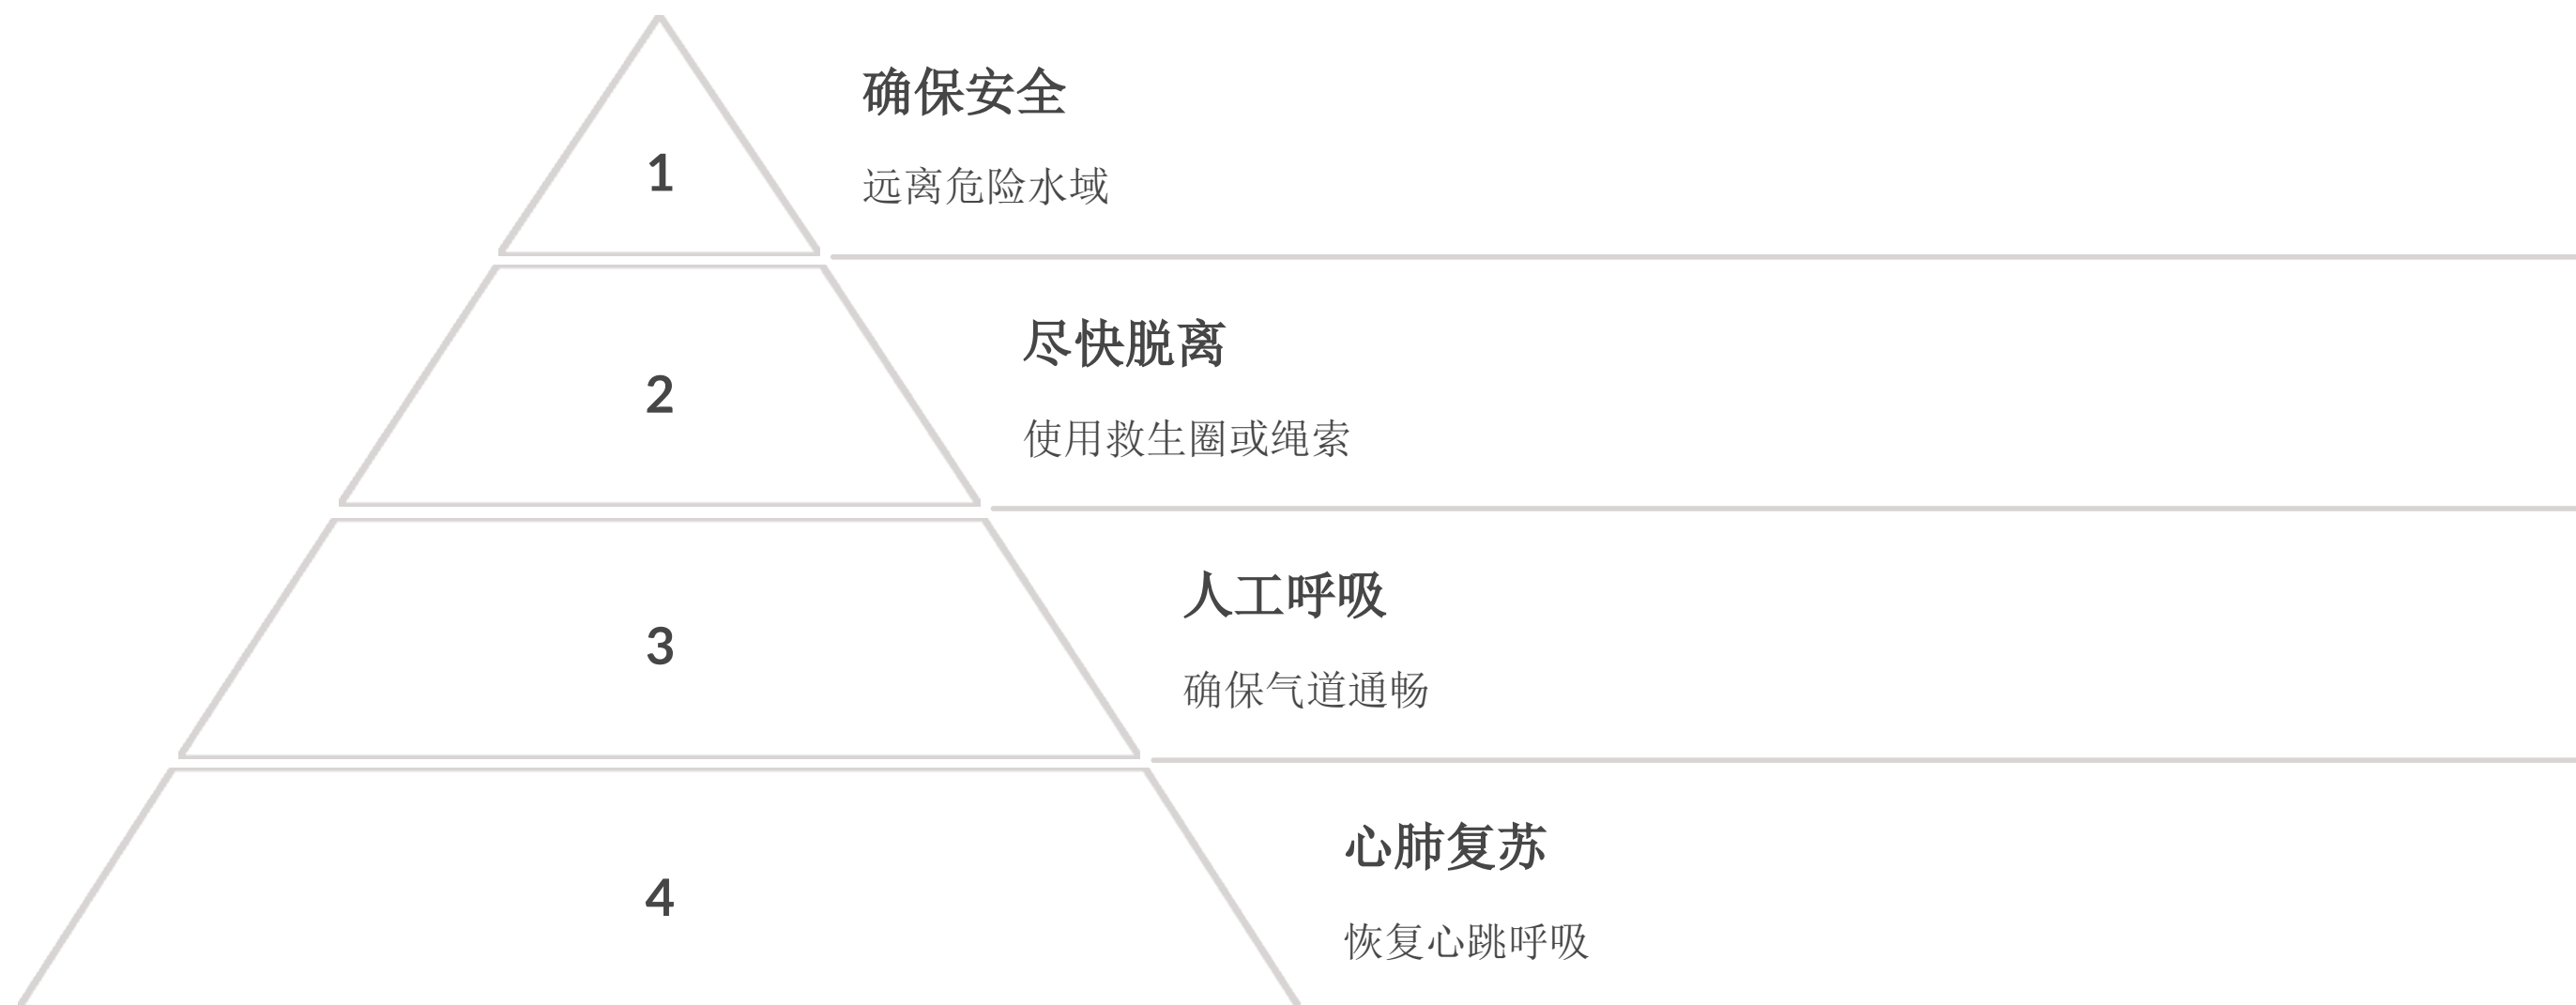 1
确保安全
远离危险水域
2
尽快脱离
使用救生圈或绳索
3
人工呼吸
确保气道通畅
4
心肺复苏
恢复心跳呼吸